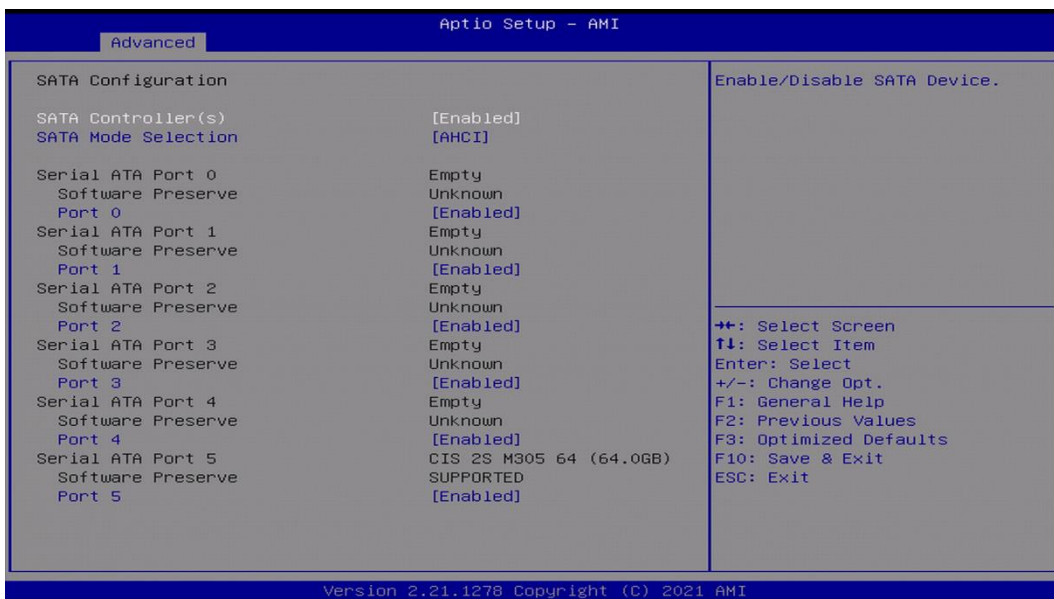 Aptio Setup – AMI
Advanced
SATA Configuration
SATA Controller(s) [Enabled]
SATA Mode Selection [AHCI]
Serial ATA Port 0 Empty
Software Preserve Unknown
Port 0 [Enabled]
Serial ATA Port 1 Empty
Software Preserve Unknown
Port 1 [Enabled]
Serial ATA Port 2 Empty
Software Preserve Unknown
Port 2 [Enabled]
Serial ATA Port 3 Empty
Software Preserve Unknown
Port 3 [Enabled]
Serial ATA Port 4 Empty
Software Preserve Unknown
Port 4 [Enabled]
Serial ATA Port 5 CIS 2S M305 64 (64.0GB)
Software Preserve SUPPORTED
Port 5 [Enabled]
Enable/Disable SATA Device.
→←: Select Screen
↑↓: Select Item
Enter: Select
+/-: Change Opt.
F1: General Help
F2: Previous Values
F3: Optimized Defaults
F10: Save & Exit
ESC: Exit
Version 2.21.1278 Copyright (C) 2021 AMI